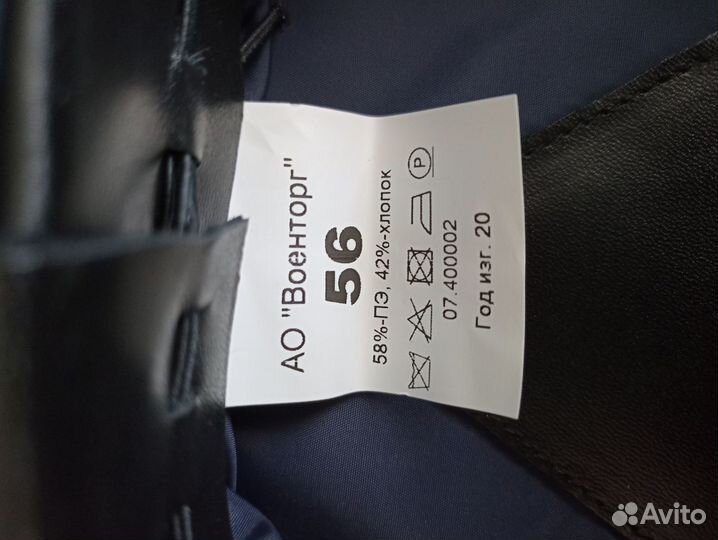 АО "Военторг"
56
58%-ПЭ, 42%-хлопок
P
07.400002
Год изг. 20
Avito